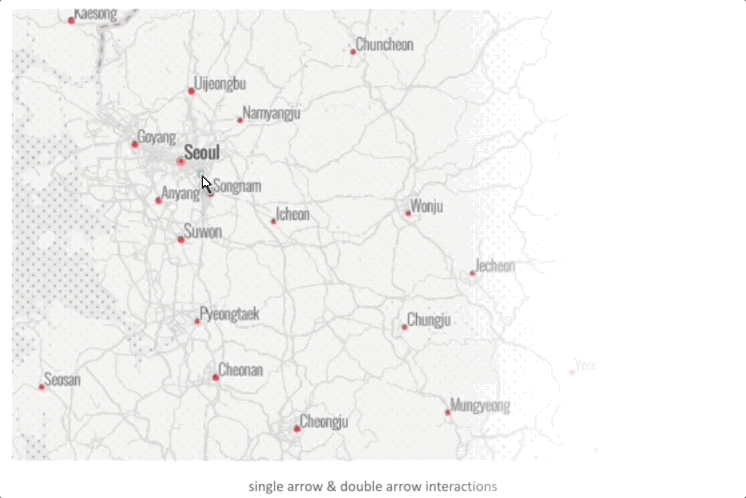 Kaesong
Chuncheon
Uijeongbu
Namyangju
Goyang
Seoul
Songnam
Anyang
Wonju
Icheon
Suwon
Jecheon
Pyeongtaek
Chungju
Cheonan
Seosan
Mungyeong
Cheongju
single arrow & double arrow interactions